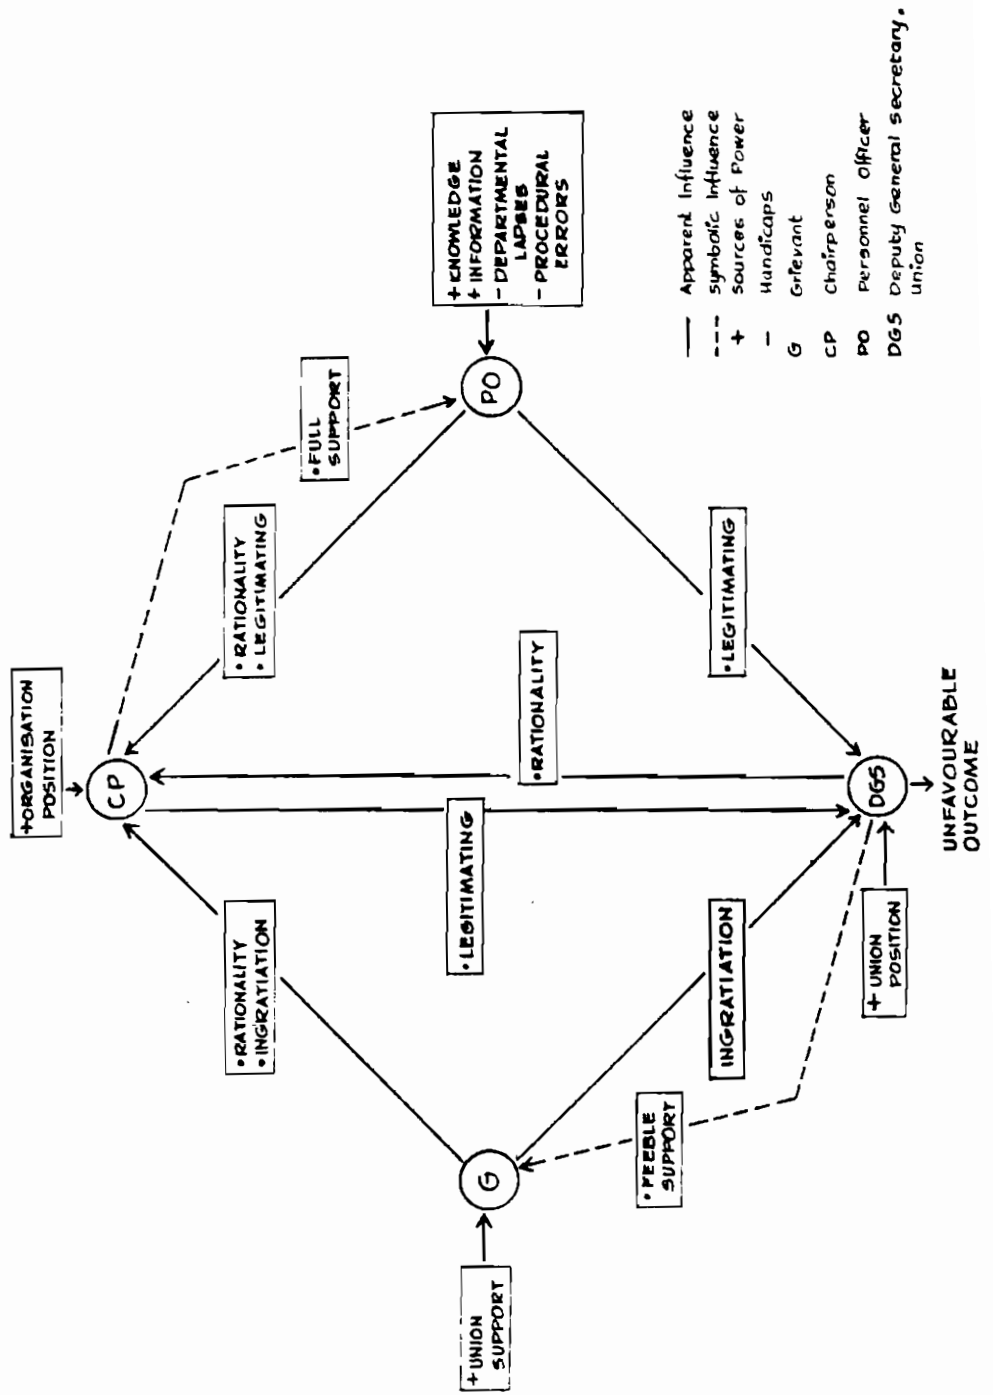 +ORGANISATION
POSITION
CP
• RATIONALITY
• INGRATIATION
• RATIONALITY
• LEGITIMATING
• FULL
SUPPORT
+UNION
SUPPORT
G
• LEGITIMATING
• RATIONALITY
PO
+ KNOWLEDGE
+ INFORMATION
- DEPARTMENTAL
LAPSES
- PROCEDURAL
ERRORS
• FEEBLE
SUPPORT
INGRATIATION
• LEGITIMATING
+ UNION
POSITION
DGS
UNFAVOURABLE
OUTCOME
— Apparent Influence
--- Symbolic Influence
+ Sources of Power
- Handicaps
G Grievant
CP Chairperson
PO Personnel Officer
DGS Deputy General Secretary.
Union